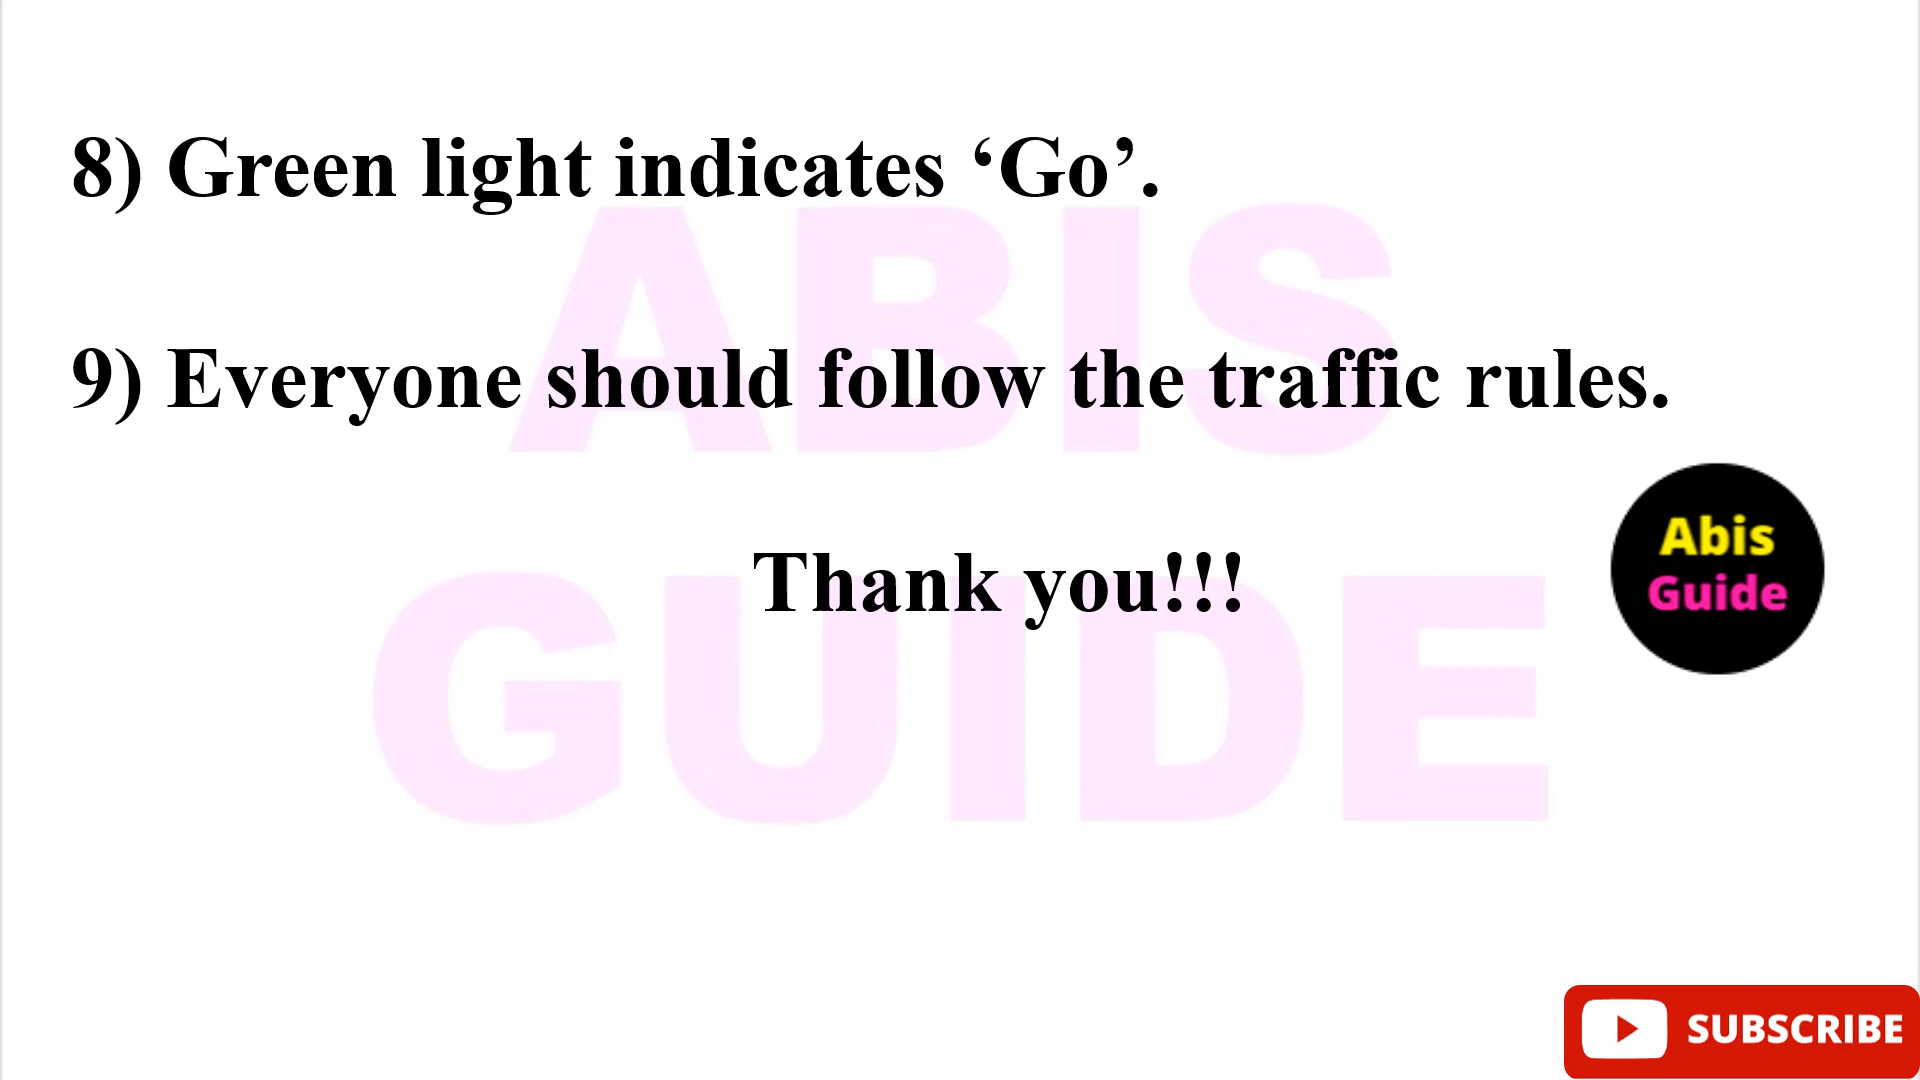 8) Green light indicates ‘Go’.
ABIS
9) Everyone should follow the traffic rules.
Abis
Guide
Thank you!!!
GUIDE
SUBSCRIBE